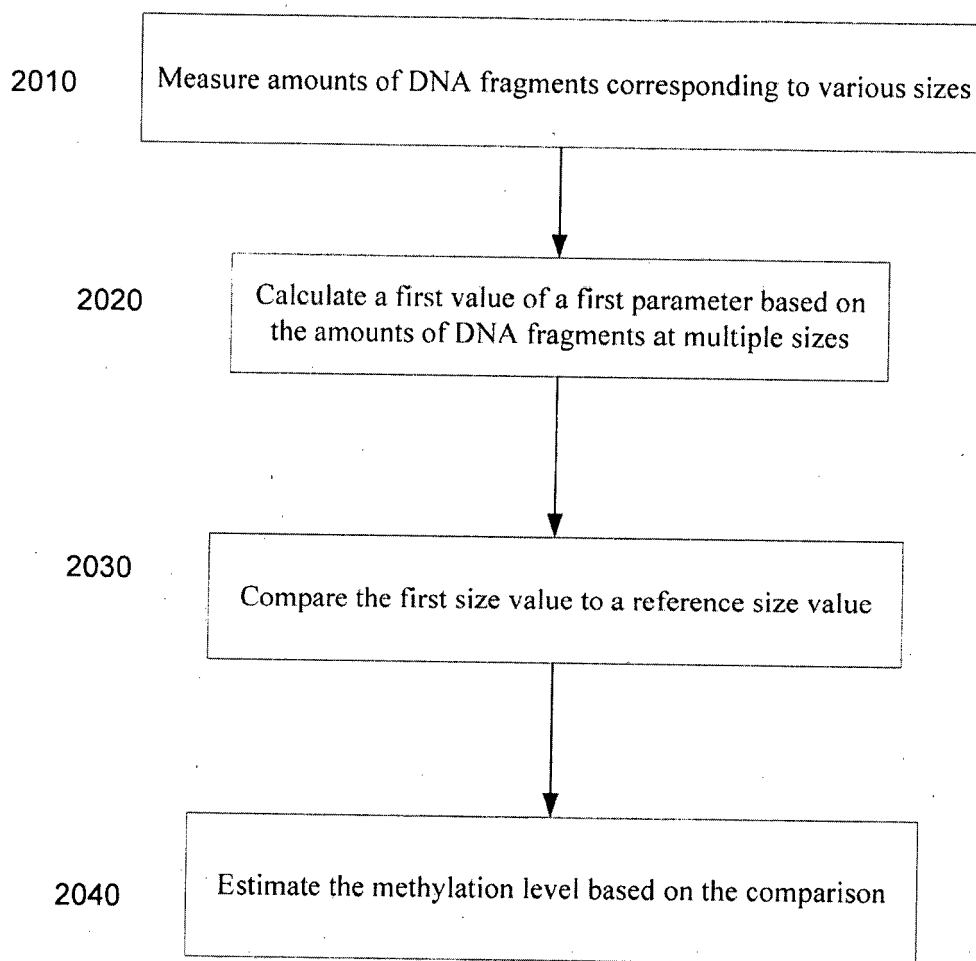 2010
Measure amounts of DNA fragments corresponding to various sizes
2020
Calculate a first value of a first parameter based on
the amounts of DNA fragments at multiple sizes
2030
Compare the first size value to a reference size value
2040
Estimate the methylation level based on the comparison